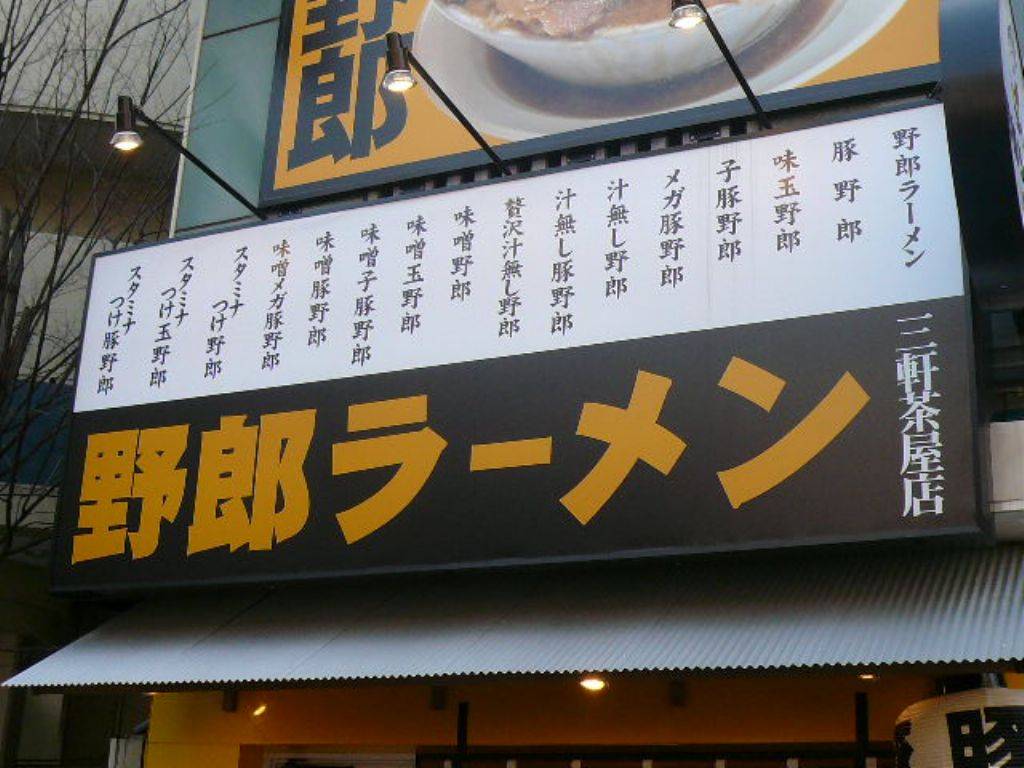 野郎
野郎ラーメン
豚野郎
味玉野郎
子豚野郎
メガ豚野郎
汁無し野郎
汁無し豚野郎
贅沢汁無し野郎
味噌野郎
味噌玉野郎
味噌子豚野郎
味噌豚野郎
味噌メガ豚野郎
スタミナ
つけ野郎
スタミナ
つけ玉野郎
スタミナ
つけ豚野郎
野郎ラーメン
三軒茶屋店
豚